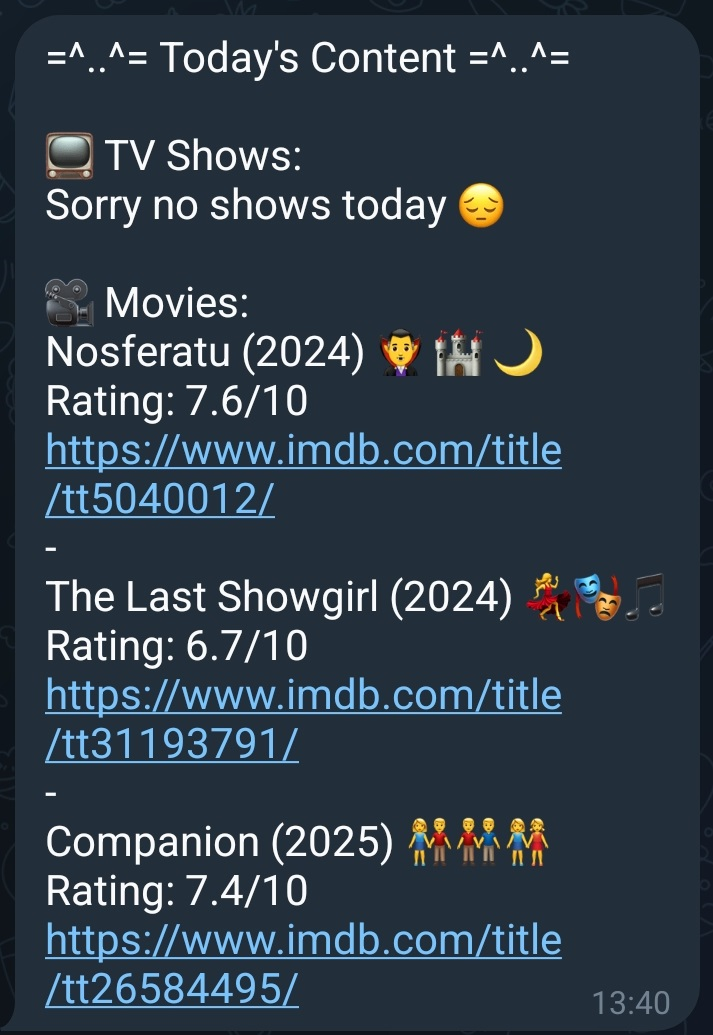 =^..^= Today's Content =^..^=
📺 TV Shows:
Sorry no shows today 😔
🎥 Movies:
Nosferatu (2024) 🧛‍♂️🏰🌙
Rating: 7.6/10
https://www.imdb.com/title
/tt5040012/
-
The Last Showgirl (2024) 💃🎭🎵
Rating: 6.7/10
https://www.imdb.com/title
/tt31193791/
-
Companion (2025) 👫👬👭
Rating: 7.4/10
https://www.imdb.com/title
/tt26584495/
13:40